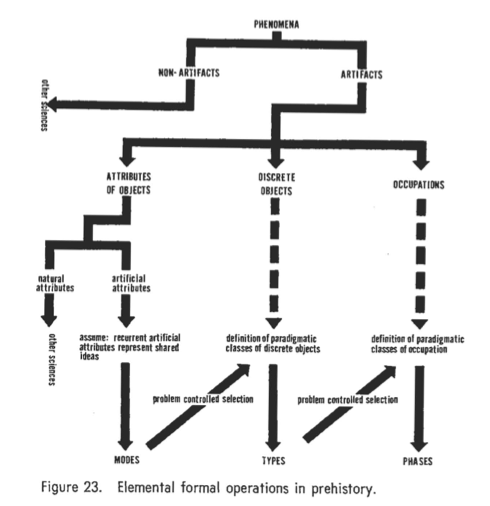 PHENOMENA
NON-ARTIFACTS
ARTIFACTS
other sciences
ATTRIBUTES
OF OBJECTS
DISCRETE
OBJECTS
OCCUPATIONS
natural
attributes
artificial
attributes
other sciences
assume: recurrent artificial
attributes represent shared
ideas
definition of paradigmatic
classes of discrete objects
definition of paradigmatic
classes of occupation
problem controlled selection
problem controlled selection
MODES
TYPES
PHASES
Figure 23. Elemental formal operations in prehistory.